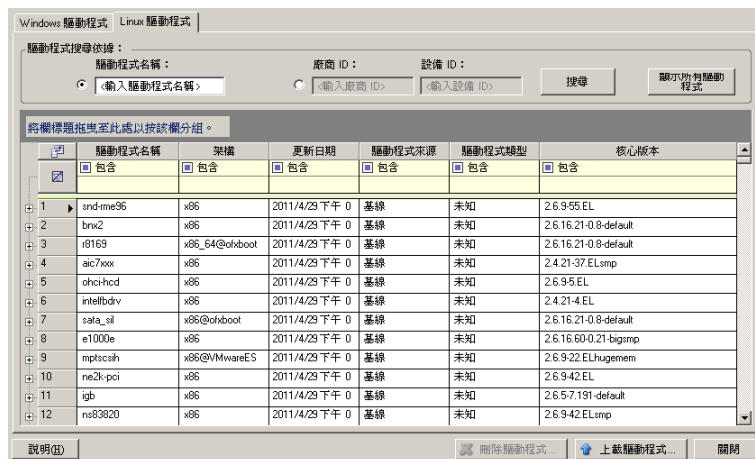 Windows 驅動程式 Linux 驅動程式
驅動程式搜尋依據：
驅動程式名稱： 廠商 ID： 設備 ID：
<輸入驅動程式名稱> <輸入廠商 ID> <輸入設備 ID> 搜尋 顯示所有驅動
程式
將欄標題拖曳至此處以按該欄分組。
驅動程式名稱 架構 更新日期 驅動程式來源 驅動程式類型 核心版本
包含 包含 包含 包含 包含 包含
1 snd-rme96 x86 2011/4/29 下午 0 基線 未知 2.6.9-55.EL
2 bnx2 x86 2011/4/29 下午 0 基線 未知 2.6.16.21-0.8-default
3 r8169 x86_64@ofxboot 2011/4/29 下午 0 基線 未知 2.6.16.21-0.8-default
4 aic7xxx x86 2011/4/29 下午 0 基線 未知 2.4.21-37.ELsmp
5 ohci-hcd x86 2011/4/29 下午 0 基線 未知 2.6.9-5.EL
6 intelfbdrv x86 2011/4/29 下午 0 基線 未知 2.4.21-4.EL
7 sata_sil x86@ofxboot 2011/4/29 下午 0 基線 未知 2.6.16.21-0.8-default
8 e1000e x86 2011/4/29 下午 0 基線 未知 2.6.16.60-0.21-bigsmp
9 mptscsih x86@VMwareES 2011/4/29 下午 0 基線 未知 2.6.9-22.ELhugemem
10 ne2k-pci x86 2011/4/29 下午 0 基線 未知 2.6.9-42.EL
11 igb x86 2011/4/29 下午 0 基線 未知 2.6.5-7.191-default
12 ns83820 x86 2011/4/29 下午 0 基線 未知 2.6.9-42.ELsmp
說明(H) 刪除驅動程式... 上載驅動程式... 關閉